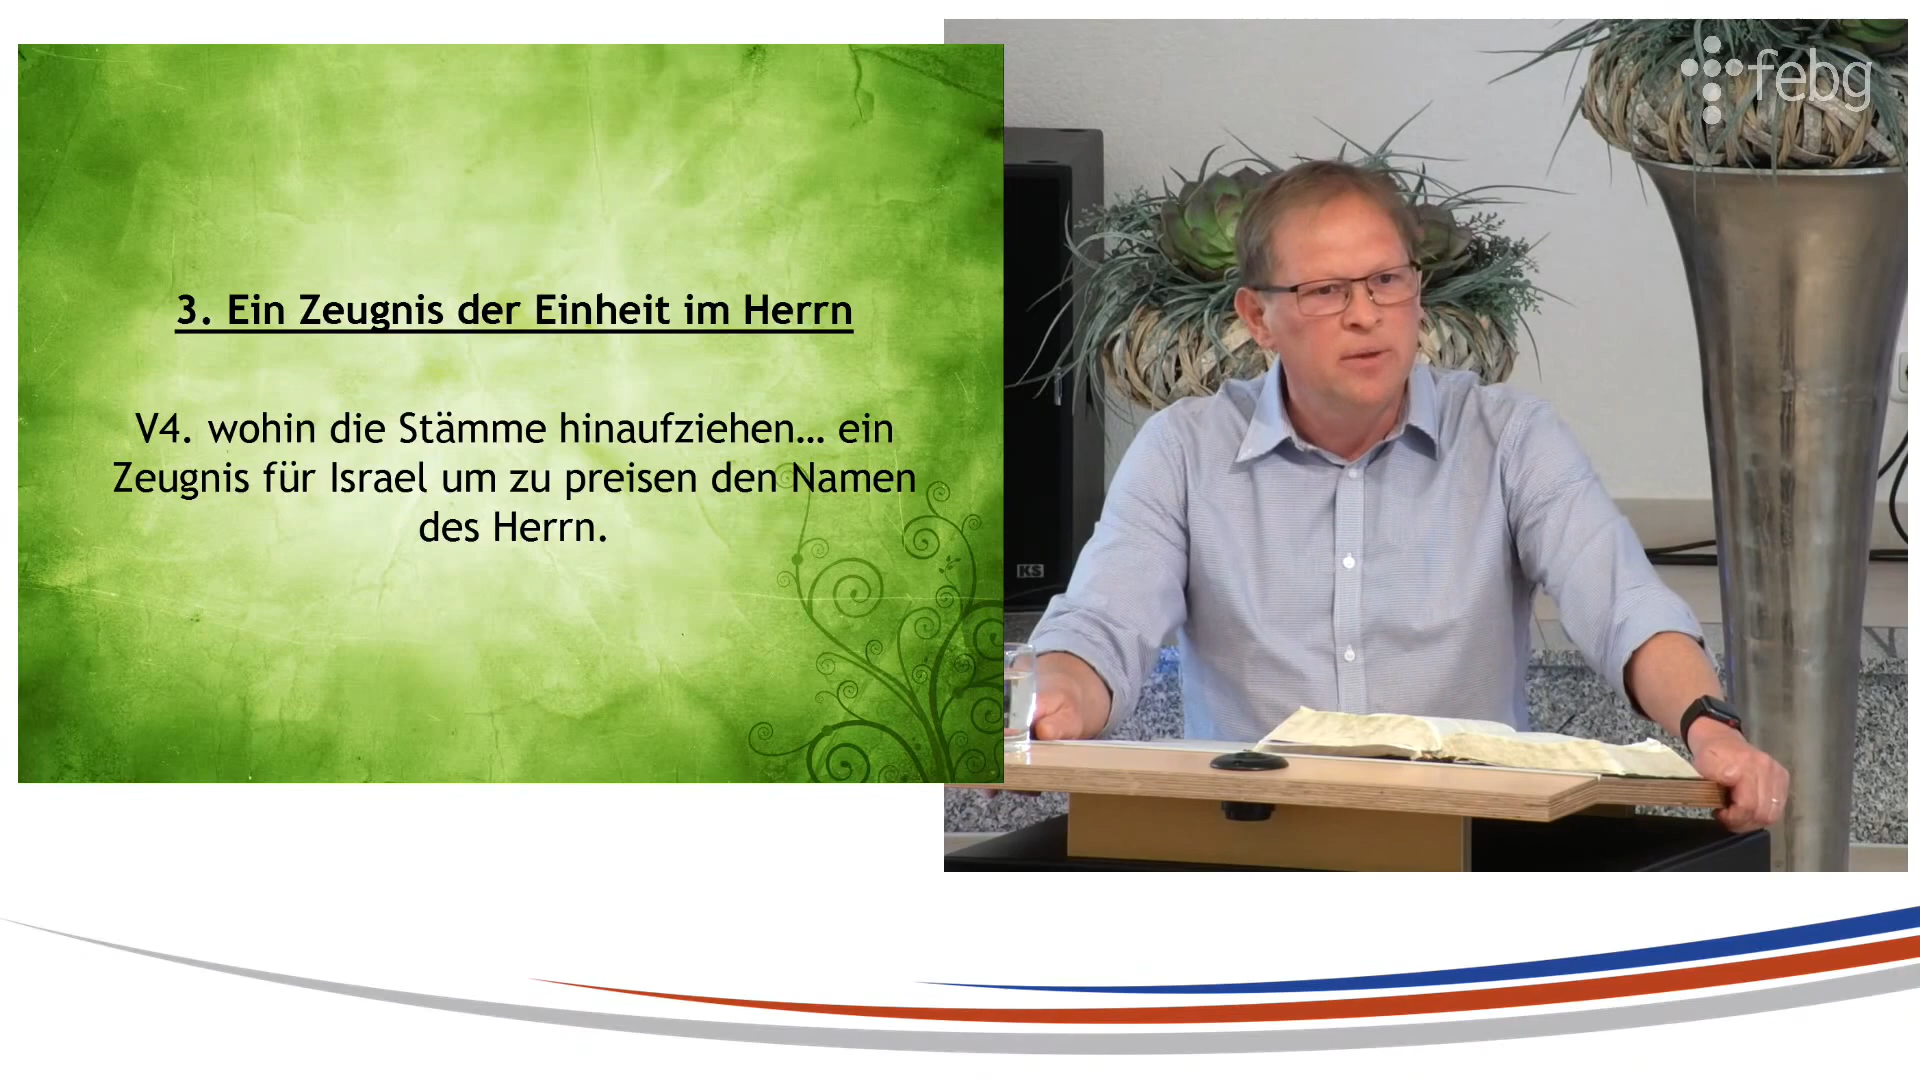 3. Ein Zeugnis der Einheit im Herrn
V4. wohin die Stämme hinaufziehen... ein
Zeugnis für Israel um zu preisen den Namen
des Herrn.
febg
KS